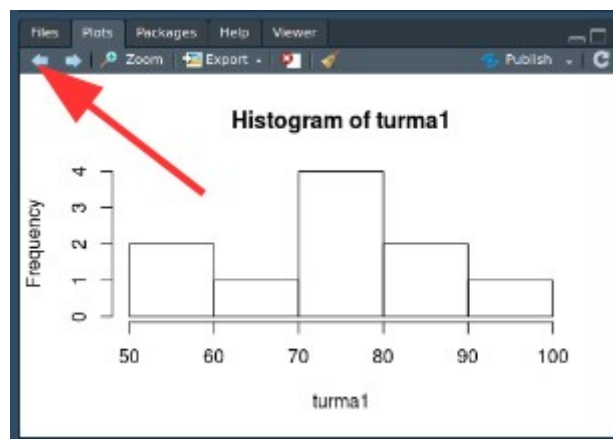 Files Plots Packages Help Viewer
Zoom Export Publish
Histogram of turma1
Frequency
4
3
2
1
0
50 60 70 80 90 100
turma1